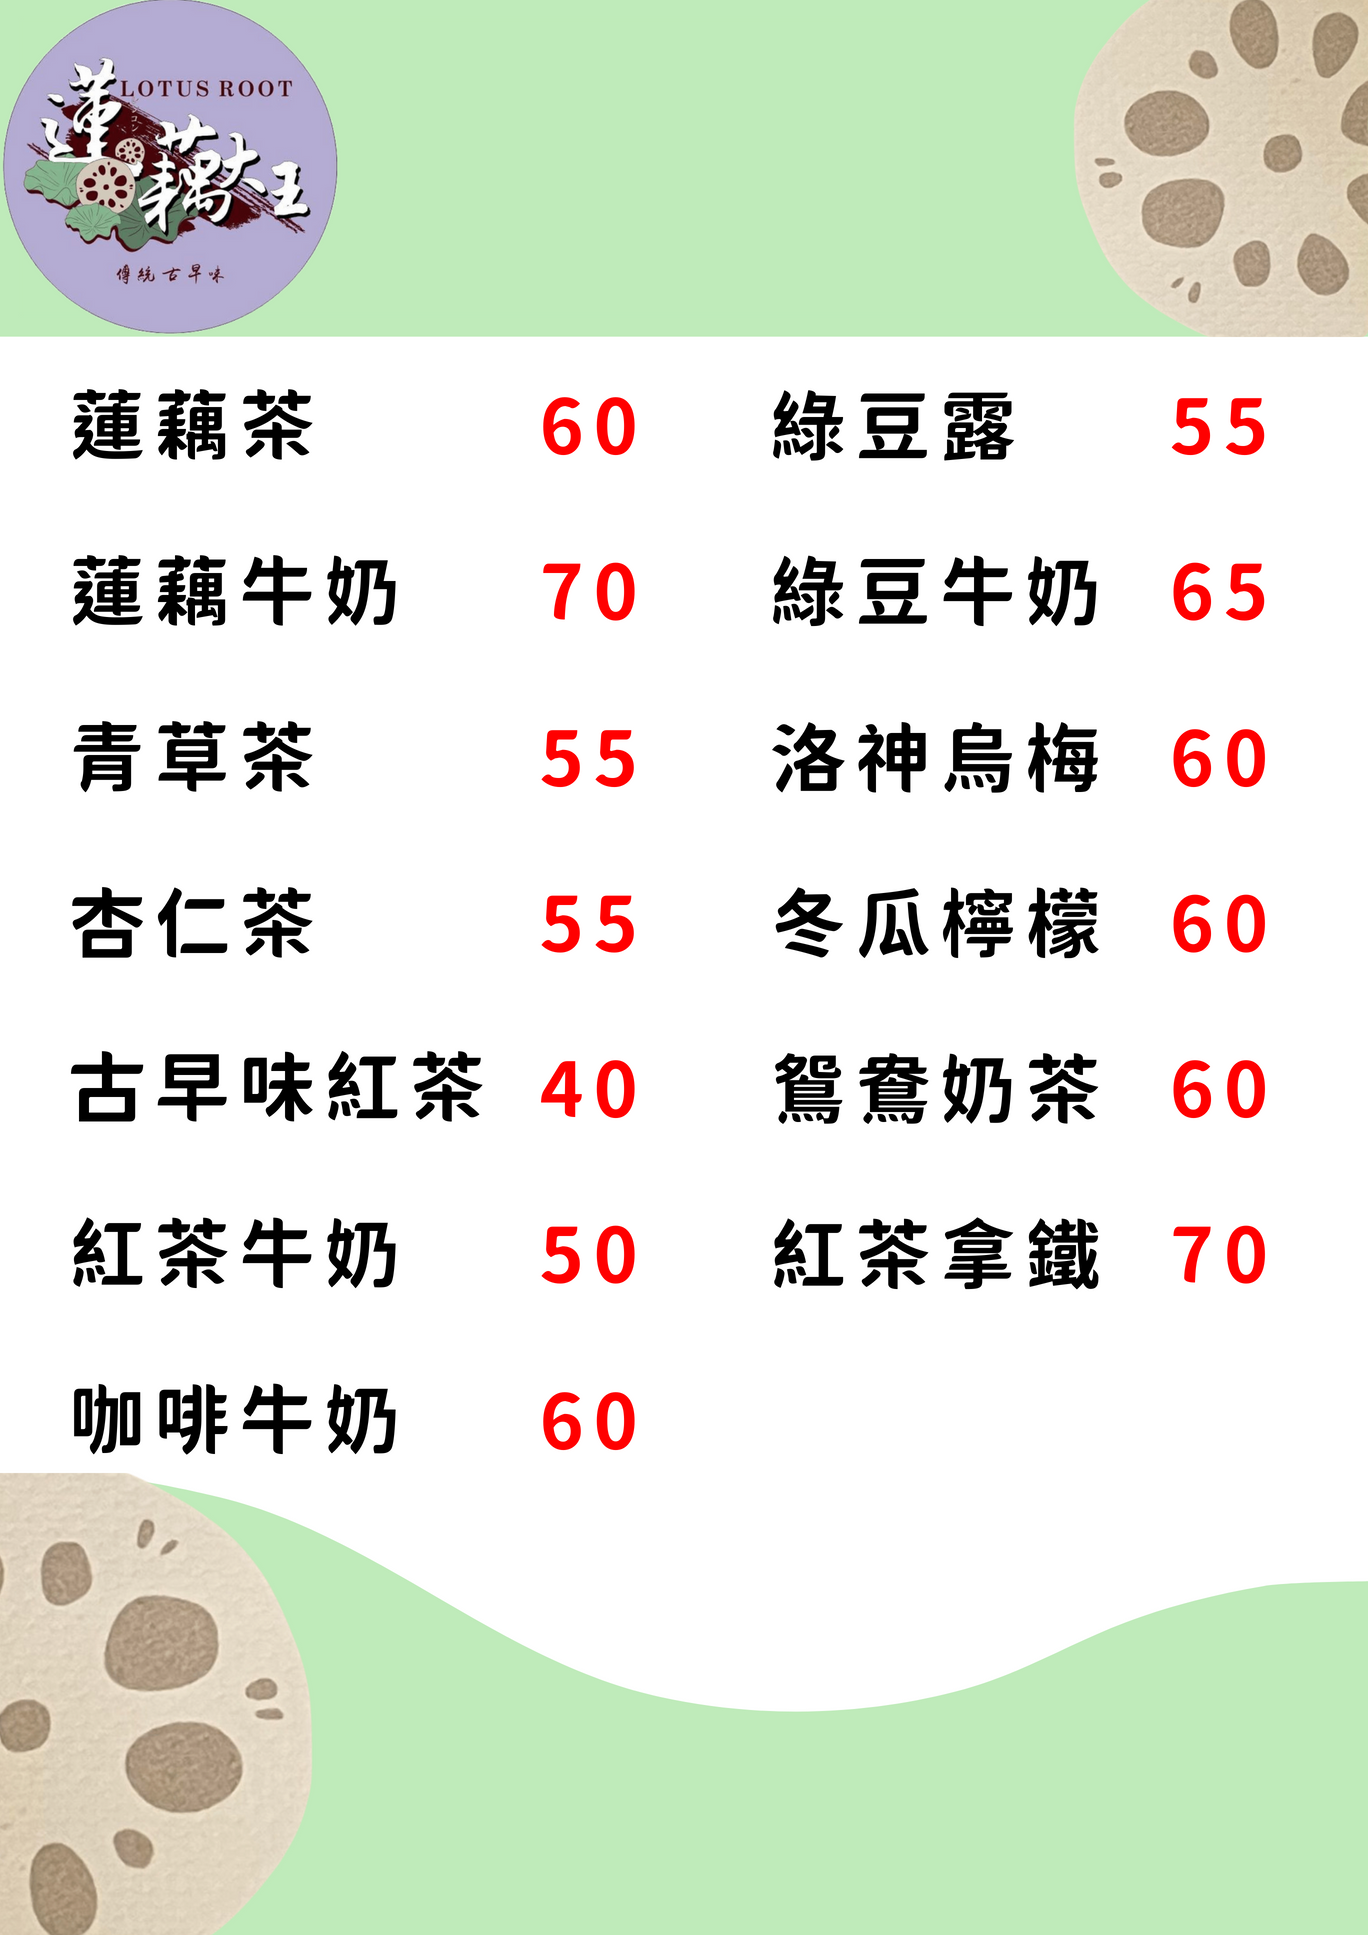 LOTUS ROOT
蓮藕大王
傳統古早味
蓮藕茶 60
蓮藕牛奶 70
青草茶 55
杏仁茶 55
古早味紅茶 40
紅茶牛奶 50
咖啡牛奶 60
綠豆露 55
綠豆牛奶 65
洛神烏梅 60
冬瓜檸檬 60
鴛鴦奶茶 60
紅茶拿鐵 70